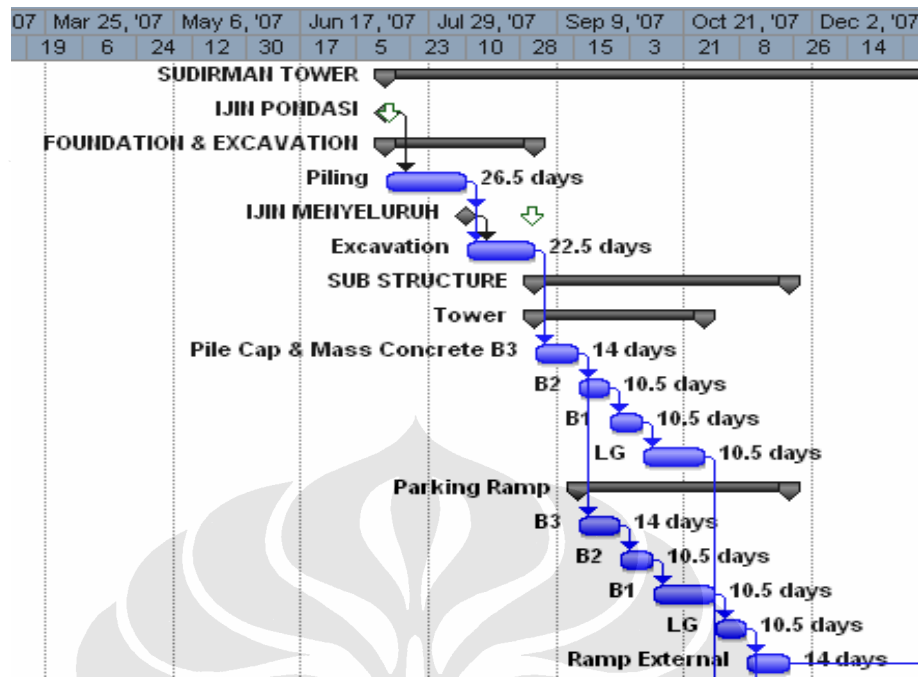 07 Mar 25, '07 May 6, '07 Jun 17, '07 Jul 29, '07 Sep 9, '07 Oct 21, '07 Dec 2, '07
19 6 24 12 30 17 5 23 10 28 15 3 21 8 26 14
SUDIRMAN TOWER
IJIN PONDASI
FOUNDATION & EXCAVATION
Piling 26.5 days
IJIN MENYELURUH
Excavation 22.5 days
SUB STRUCTURE
Tower
Pile Cap & Mass Concrete B3 14 days
B2 10.5 days
B1 10.5 days
LG 10.5 days
Parking Ramp
B3 14 days
B2 10.5 days
B1 10.5 days
LG 10.5 days
Ramp External 14 days